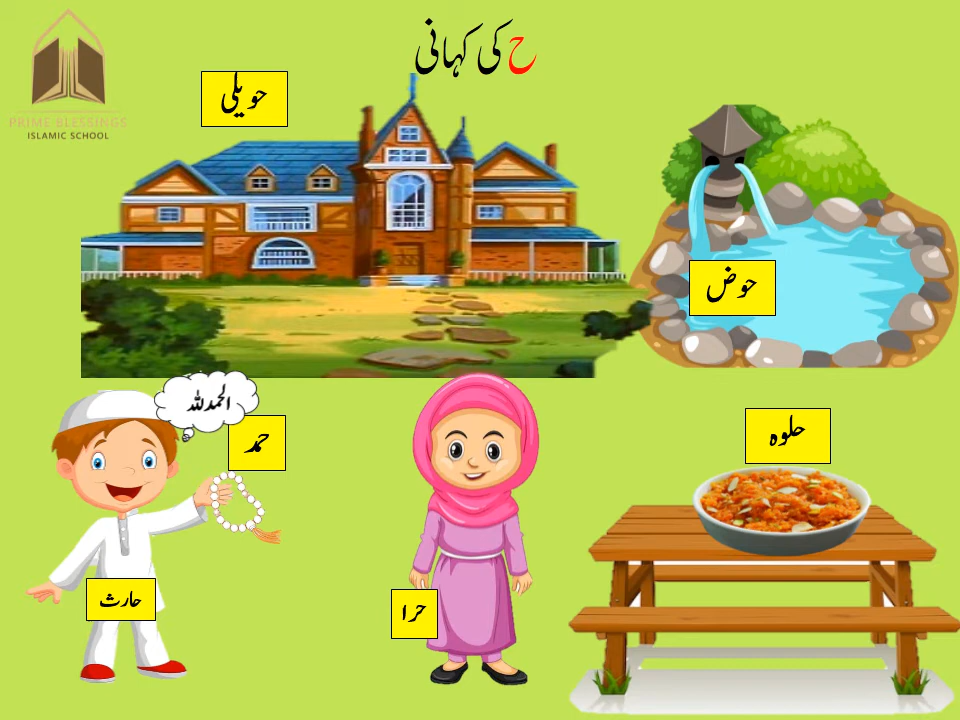 ح کی کہانی
PRIME BLESSINGS
ISLAMIC SCHOOL
حویلی
حوض
الحمدللہ
حمد
حلوہ
حارث
حرا